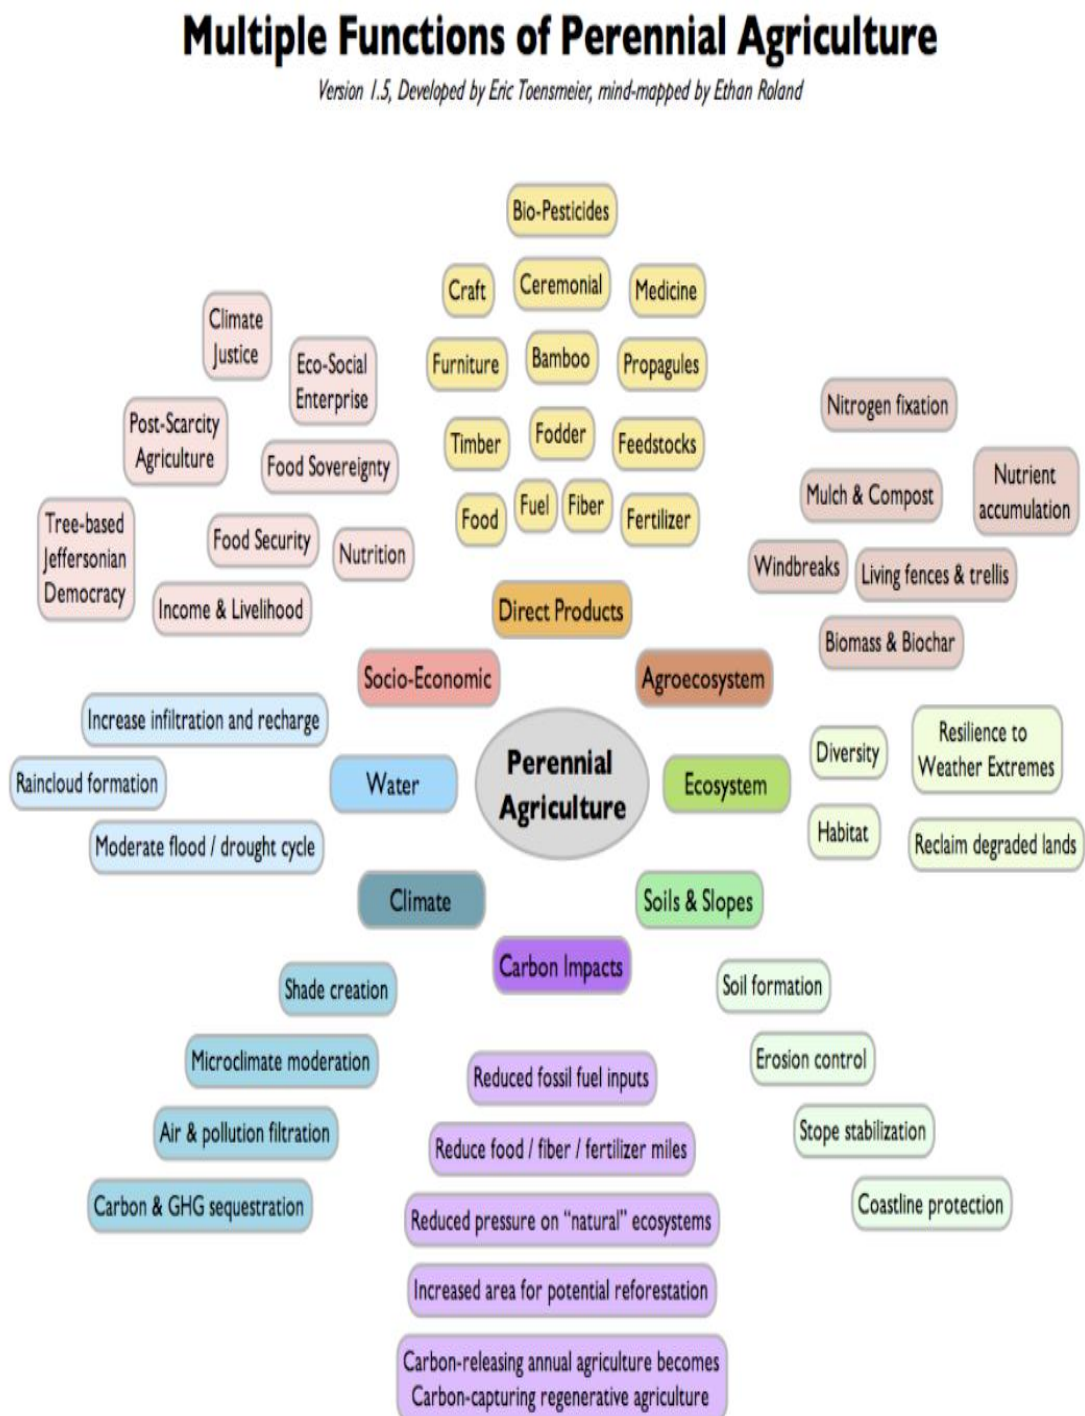 Multiple Functions of Perennial Agriculture
Version 1.5, Developed by Eric Toensmeier, mind-mapped by Ethan Roland
Bio-Pesticides
Craft
Ceremonial
Medicine
Furniture
Bamboo
Propagules
Timber
Fodder
Feedstocks
Food
Fuel
Fiber
Fertilizer
Direct Products
Climate
Justice
Eco-Social
Enterprise
Post-Scarcity
Agriculture
Food Sovereignty
Tree-based
Jeffersonian
Democracy
Food Security
Nutrition
Income & Livelihood
Socio-Economic
Nitrogen fixation
Mulch & Compost
Nutrient
accumulation
Windbreaks
Living fences & trellis
Biomass & Biochar
Agroecosystem
Increase infiltration and recharge
Raincloud formation
Moderate flood / drought cycle
Water
Perennial
Agriculture
Ecosystem
Diversity
Resilience to
Weather Extremes
Habitat
Reclaim degraded lands
Climate
Shade creation
Microclimate moderation
Air & pollution filtration
Carbon & GHG sequestration
Carbon Impacts
Reduced fossil fuel inputs
Reduce food / fiber / fertilizer miles
Reduced pressure on “natural” ecosystems
Increased area for potential reforestation
Carbon-releasing annual agriculture becomes
Carbon-capturing regenerative agriculture
Soils & Slopes
Soil formation
Erosion control
Stope stabilization
Coastline protection